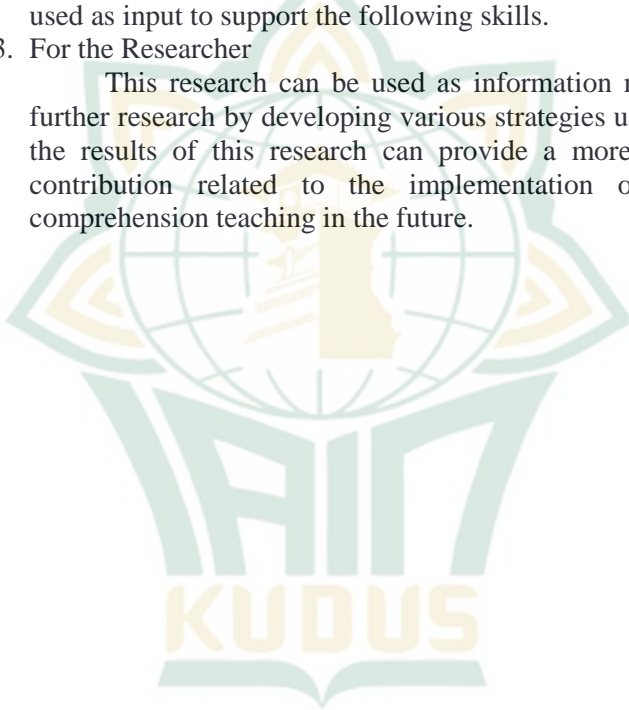 used as input to support the following skills.
3. For the Researcher
This research can be used as information
further research by developing various strategies
the results of this research can provide a more
contribution related to the implementation
comprehension teaching in the future.
IAIN
KUDUS